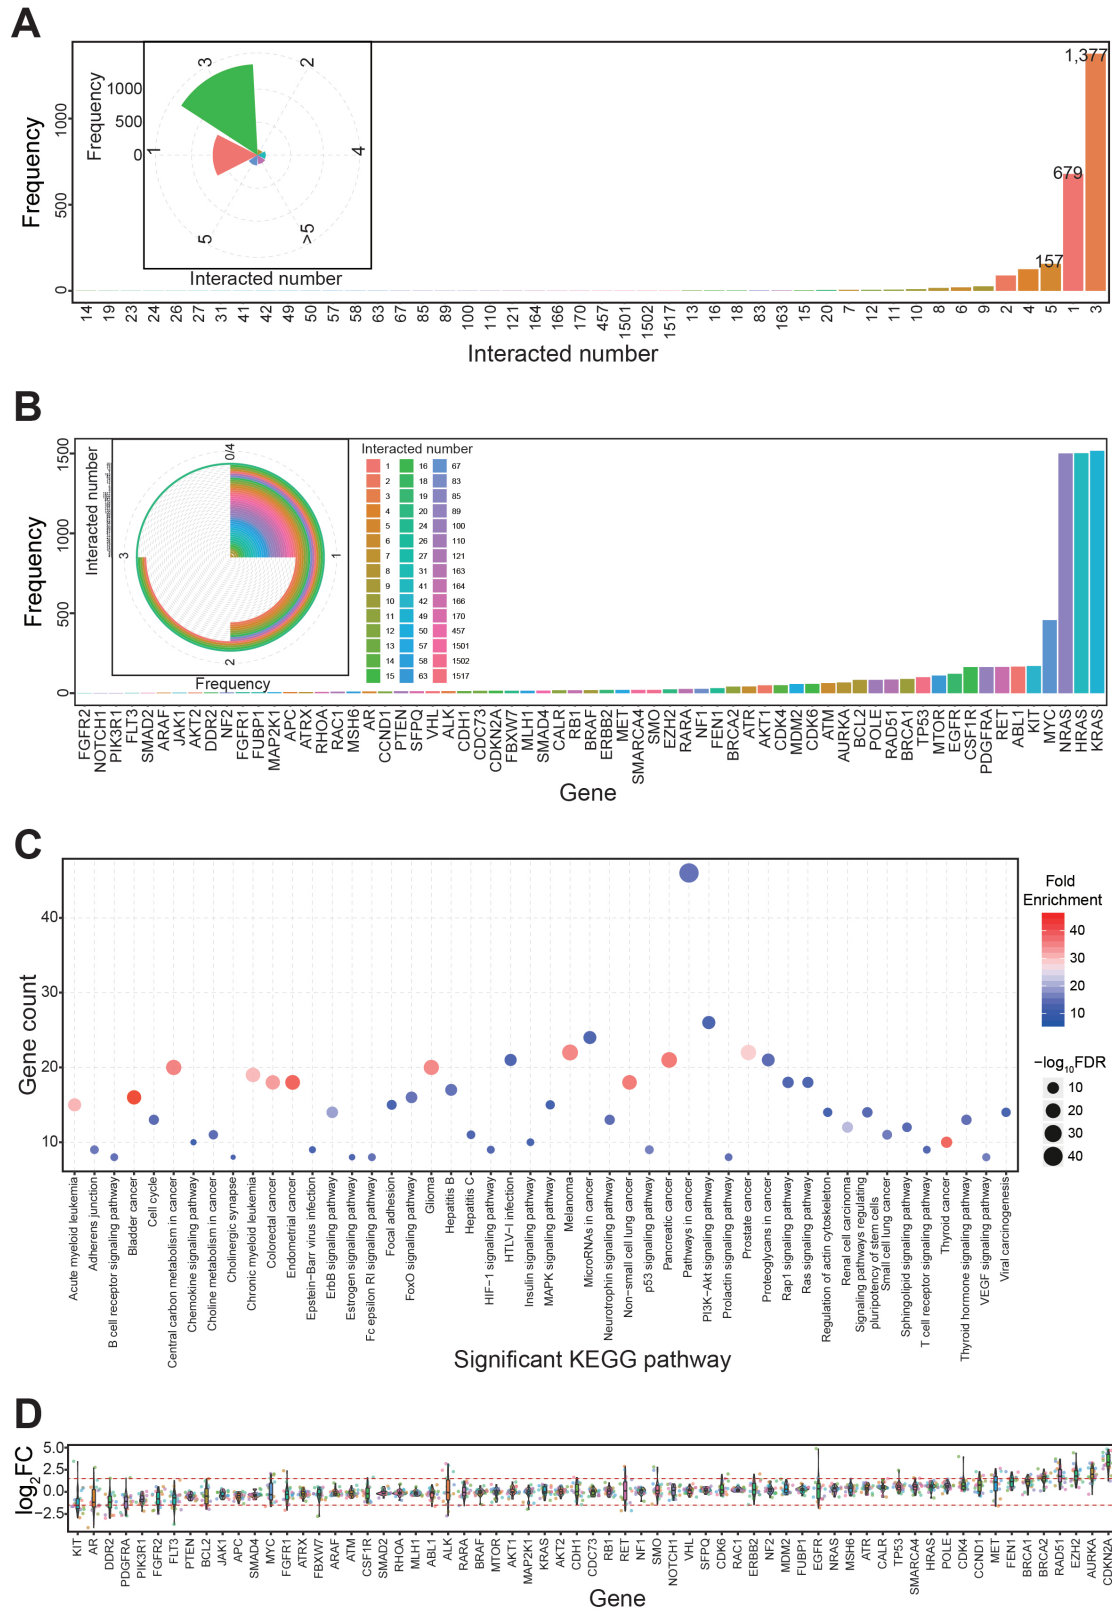 A
Frequency
0
500
1000
1,377
679
157
Frequency
1000
500
0
1
3
2
4
>5
5
Interacted number
14 19 23 24 26 27 31 41 42 49 50 57 58 63 67 85 89 100 110 121 164 166 170 457 1501 1502 1517 13 16 18 83 163 15 20 7 12 11 10 8 6 9 2 4 5 1 3
Interacted number
B
Frequency
1500
1000
500
0
Interacted number
0/4
1
2
3
Frequency
Interacted number
1 16 67
2 18 83
3 19 85
4 20 89
5 24 100
6 26 110
7 27 121
8 31 163
9 41 164
10 42 166
11 49 170
12 50 457
13 57 1501
14 58 1502
15 63 1517
FGFR2 NOTCH1 PIK3R1 FLT3 SMAD2 ARAF JAK1 AKT2 DDR2 NF2 FGFR1 FUBP1 MAP2K1 APC ATRX RHOA RAC1 MSH6 AR CCND1 PTEN SFPQ VHL ALK CDH1 CDC73 CDKN2A FBXW7 MLH1 SMAD4 CALR RB1 BRAF ERBB2 MET SMARCA4 SMO EZH2 RARA NF1 FEN1 BRCA2 ATR AKT1 CDK4 MDM2 CDK6 ATM AURKA BCL2 POLE RAD51 BRCA1 TP53 MTOR EGFR CSF1R PDGFRA RET ABL1 KIT MYC NRAS HRAS KRAS
Gene
C
Gene count
40
30
20
10
Fold
Enrichment
40
30
20
10
−log10FDR
10
20
30
40
Acute myeloid leukemia
Adherens junction
B cell receptor signaling pathway
Bladder cancer
Cell cycle
Central carbon metabolism in cancer
Chemokine signaling pathway
Choline metabolism in cancer
Cholinergic synapse
Chronic myeloid leukemia
Colorectal cancer
Endometrial cancer
Epstein−Barr virus infection
ErbB signaling pathway
Estrogen signaling pathway
Fc epsilon RI signaling pathway
Focal adhesion
FoxO signaling pathway
Glioma
Hepatitis B
Hepatitis C
HIF−1 signaling pathway
HTLV−I infection
Insulin signaling pathway
MAPK signaling pathway
Melanoma
MicroRNAs in cancer
Neurotrophin signaling pathway
Non−small cell lung cancer
p53 signaling pathway
Pancreatic cancer
Pathways in cancer
PI3K−Akt signaling pathway
Prolactin signaling pathway
Prostate cancer
Proteoglycans in cancer
Rap1 signaling pathway
Ras signaling pathway
Regulation of actin cytoskeleton
Renal cell carcinoma
Signaling pathways regulating
pluripotency of stem cells
Small cell lung cancer
Sphingolipid signaling pathway
T cell receptor signaling pathway
Thyroid cancer
Thyroid hormone signaling pathway
VEGF signaling pathway
Viral carcinogenesis
Significant KEGG pathway
D
log2FC
5.0
2.5
0.0
−2.5
KIT AR DDR2 PDGFRA PIK3R1 FGFR2 FLT3 PTEN BCL2 JAK1 APC SMAD4 MYC FGFR1 ATRX FBXW7 ARAF ATM CSF1R SMAD2 RHOA MLH1 ABL1 ALK RARA BRAF MTOR AKT1 MAP2K1 KRAS AKT2 CDH1 CDC73 RB1 RET NF1 SMO NOTCH1 VHL SFPQ CDK6 RAC1 ERBB2 NF2 MDM2 FUBP1 EGFR NRAS MSH6 ATR CALR TP53 SMARCA4 HRAS POLE CDK4 CCND1 MET FEN1 BRCA1 BRCA2 RAD51 EZH2 AURKA CDKN2A
Gene